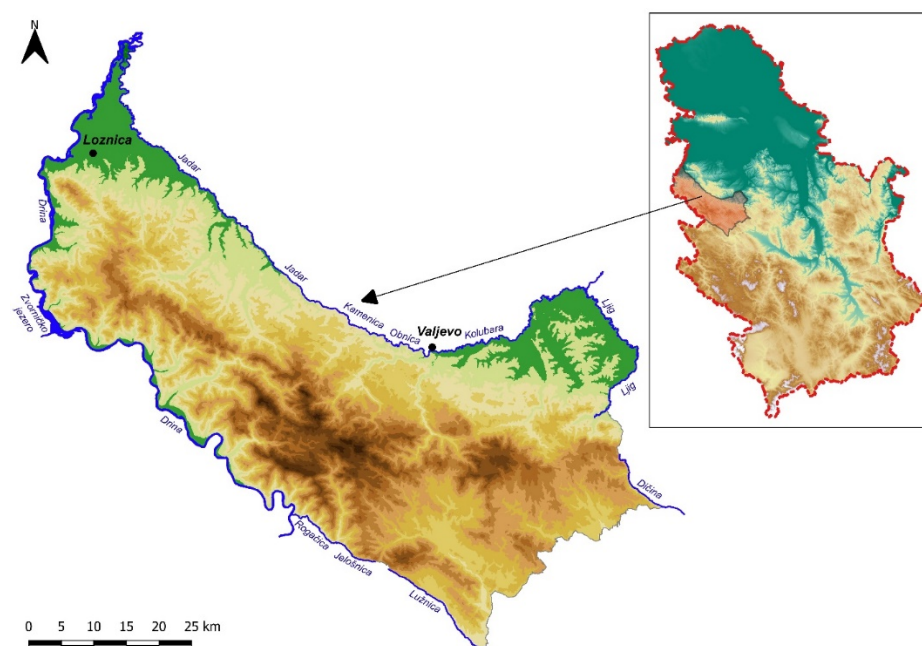 N
Loznica
Jadar
Drina
Jadar
Zvorničko
jezero
Kamenica
Obnica
Valjevo
Kolubara
Ljig
Ljig
Drina
Dičina
Rogačica
Jelošnica
Lužnica
0 5 10 15 20 25 km